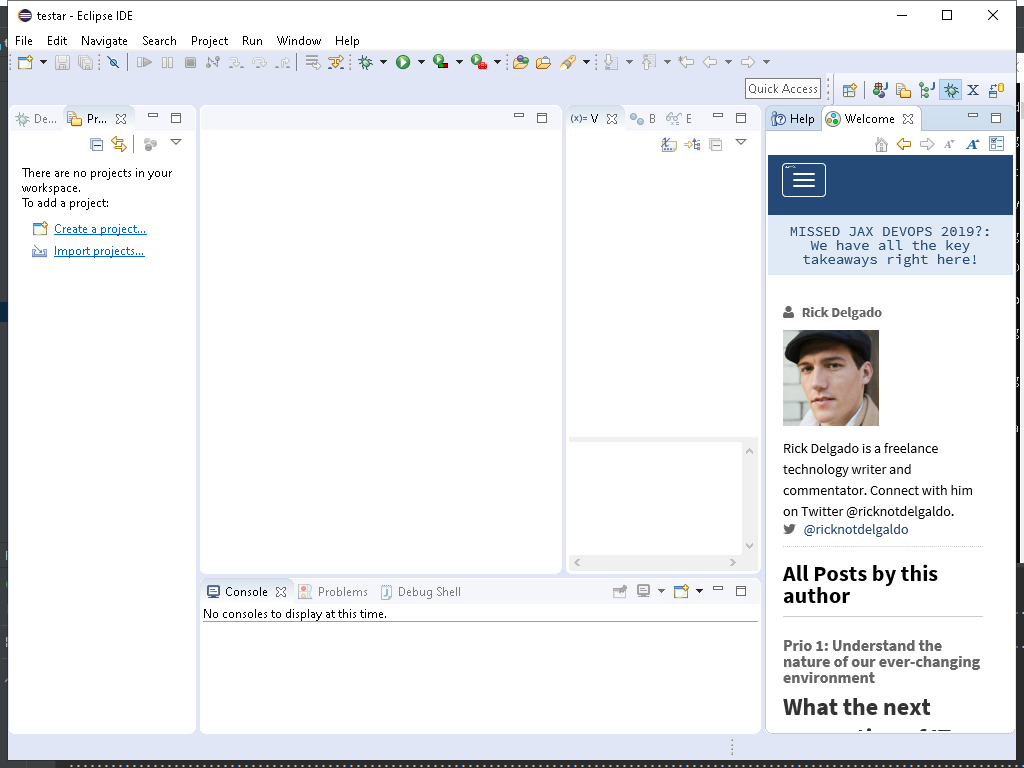 testar - Eclipse IDE
File Edit Navigate Search Project Run Window Help
Quick Access
De...
Pr...
There are no projects in your
workspace.
To add a project:
Create a project...
Import projects...
(x)= V
B
E
Help
Welcome
MISSED JAX DEVOPS 2019?:
We have all the key
takeaways right here!
Rick Delgado
Rick Delgado is a freelance
technology writer and
commentator. Connect with him
on Twitter @ricknotdelgaldo.
@ricknotdelgaldo
All Posts by this
author
Prio 1: Understand the
nature of our ever-changing
environment
What the next
Console
Problems
Debug Shell
No consoles to display at this time.